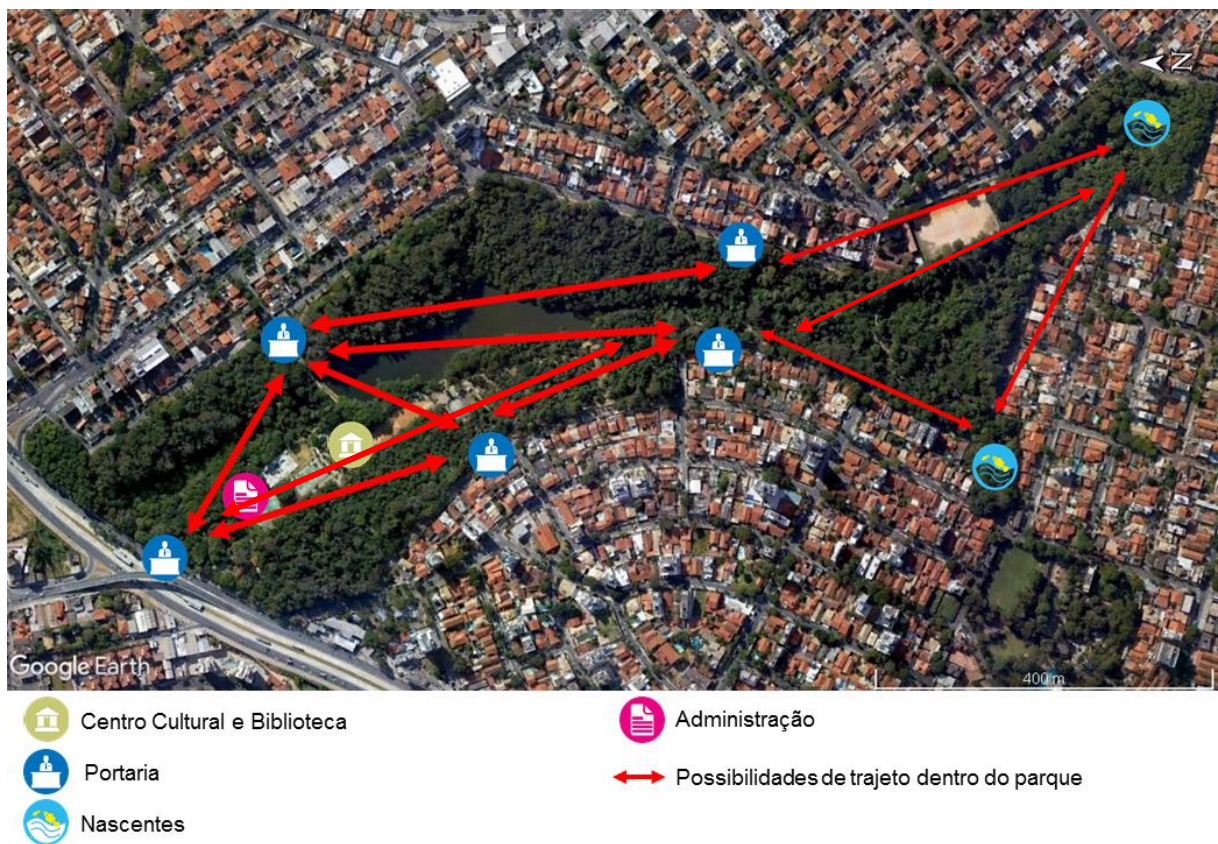 N
Google Earth
400 m
Centro Cultural e Biblioteca
Administração
Portaria
Possibilidades de trajeto dentro do parque
Nascentes